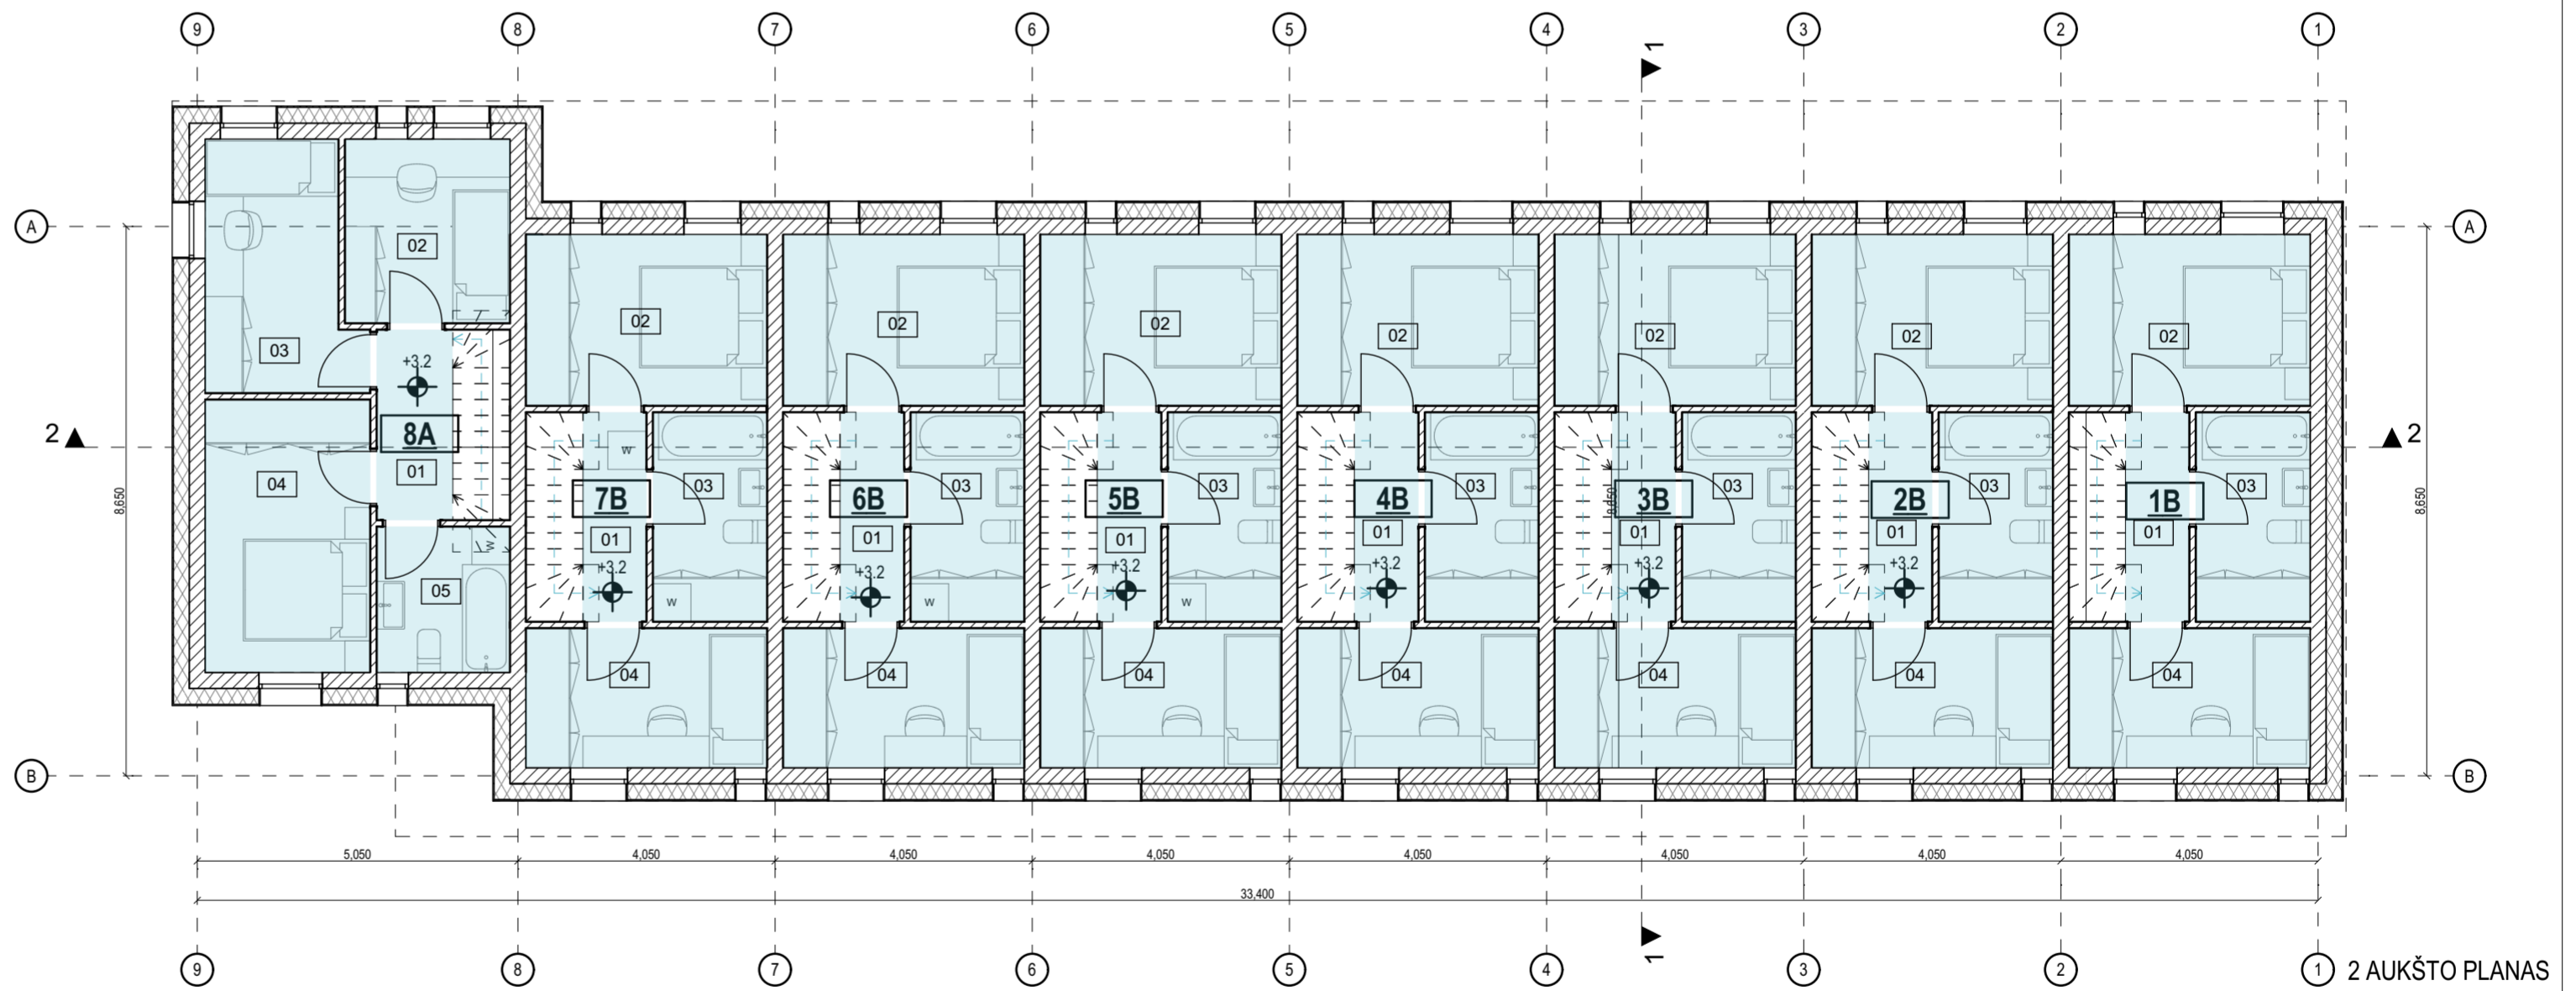 9 8 7 6 5 4 3 2 1
1
A A
02
03
02 02 02 02 02 02 02
+3.2
8A
2 2
01
04
W
03 03 03 03 03 03 03
7B 6B 5B 4B 3B 2B 1B
8,650 8,650 8,650
01 01 01 01 01 01 01
W
+3.2 +3.2 +3.2 +3.2 +3.2 +3.2
05
W W W
04 04 04 04 04 04 04
B B
5,050 4,050 4,050 4,050 4,050 4,050 4,050 4,050
33,400
1
9 8 7 6 5 4 3 2 1
2 AUKŠTO PLANAS